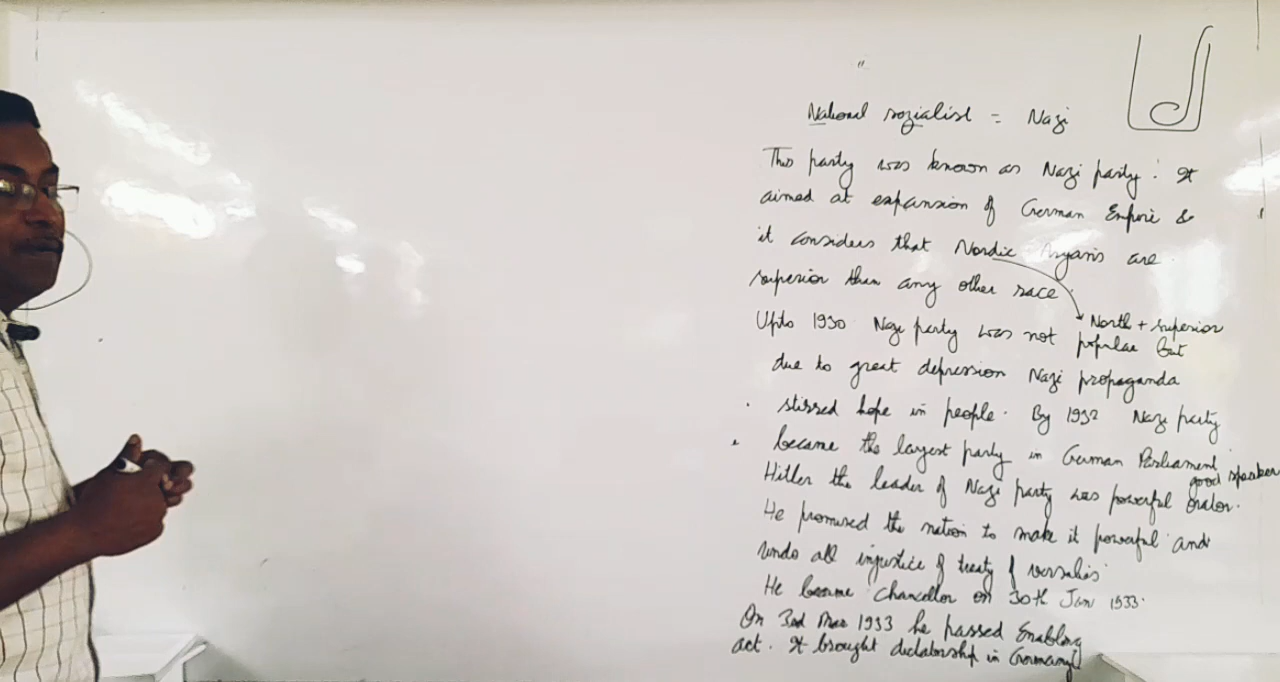 National sozialist = Nazi
This party was known as Nazi party. It
aimed at expansion of German Empire &
it considers that Nordic Aryans are
superior than any other race
North + superior
Upto 1930 Nazi party was not popular but
due to great depression Nazi propaganda
stirred hope in people. By 1932 Nazi party
became the largest party in German Parliament
good speaker
Hitler the leader of Nazi party was powerful orator.
He promised the nation to make it powerful and
undo all injustice of treaty of versalies
He became chancellor on 30th Jan 1933.
On 3rd Mar 1933 he passed Enabling
act. It brought dictatorship in Germany